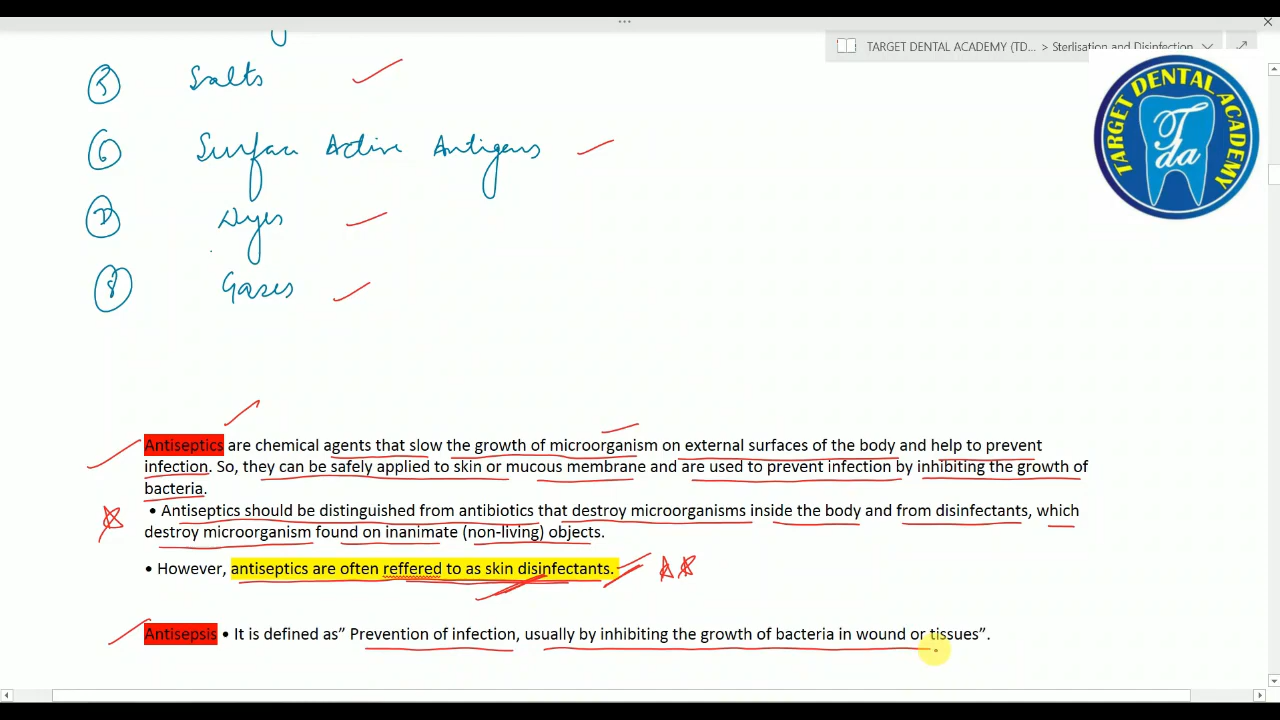 TARGET DENTAL ACADEMY (TD... > Sterlisation and Disinfection
TARGET DENTAL ACADEMY
Tda
5 Salts
6 Surface Active Antigens
7 Dyes
8 Gases
Antiseptics are chemical agents that slow the growth of microorganism on external surfaces of the body and help to prevent
infection. So, they can be safely applied to skin or mucous membrane and are used to prevent infection by inhibiting the growth of
bacteria.
• Antiseptics should be distinguished from antibiotics that destroy microorganisms inside the body and from disinfectants, which
destroy microorganism found on inanimate (non-living) objects.
• However, antiseptics are often reffered to as skin disinfectants.
Antisepsis • It is defined as” Prevention of infection, usually by inhibiting the growth of bacteria in wound or tissues”.